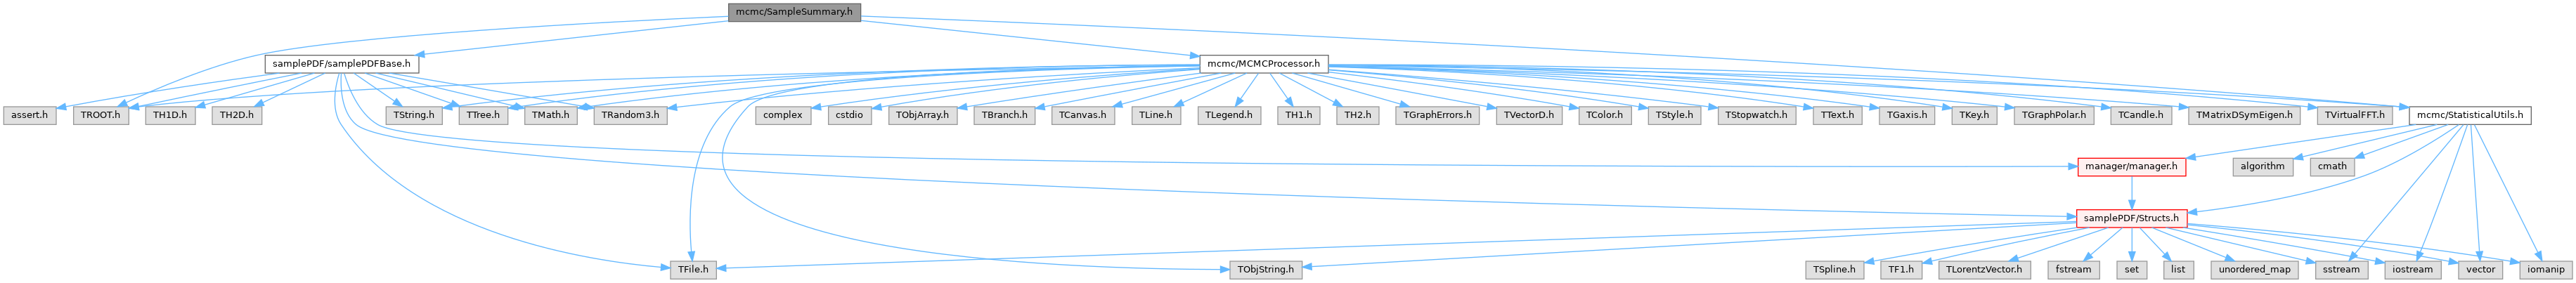 mcmc/SampleSummary.h
samplePDF/samplePDFBase.h
mcmc/MCMCProcessor.h
assert.h
TROOT.h
TH1D.h
TH2D.h
TString.h
TTree.h
TMath.h
TRandom3.h
complex
cstdio
TObjArray.h
TBranch.h
TCanvas.h
TLine.h
TLegend.h
TH1.h
TH2.h
TGraphErrors.h
TVectorD.h
TColor.h
TStyle.h
TStopwatch.h
TText.h
TGaxis.h
TKey.h
TGraphPolar.h
TCandle.h
TMatrixDSymEigen.h
TVirtualFFT.h
mcmc/StatisticalUtils.h
manager/manager.h
algorithm
cmath
samplePDF/Structs.h
TFile.h
TObjString.h
TSpline.h
TF1.h
TLorentzVector.h
fstream
set
list
unordered_map
sstream
iostream
vector
iomanip